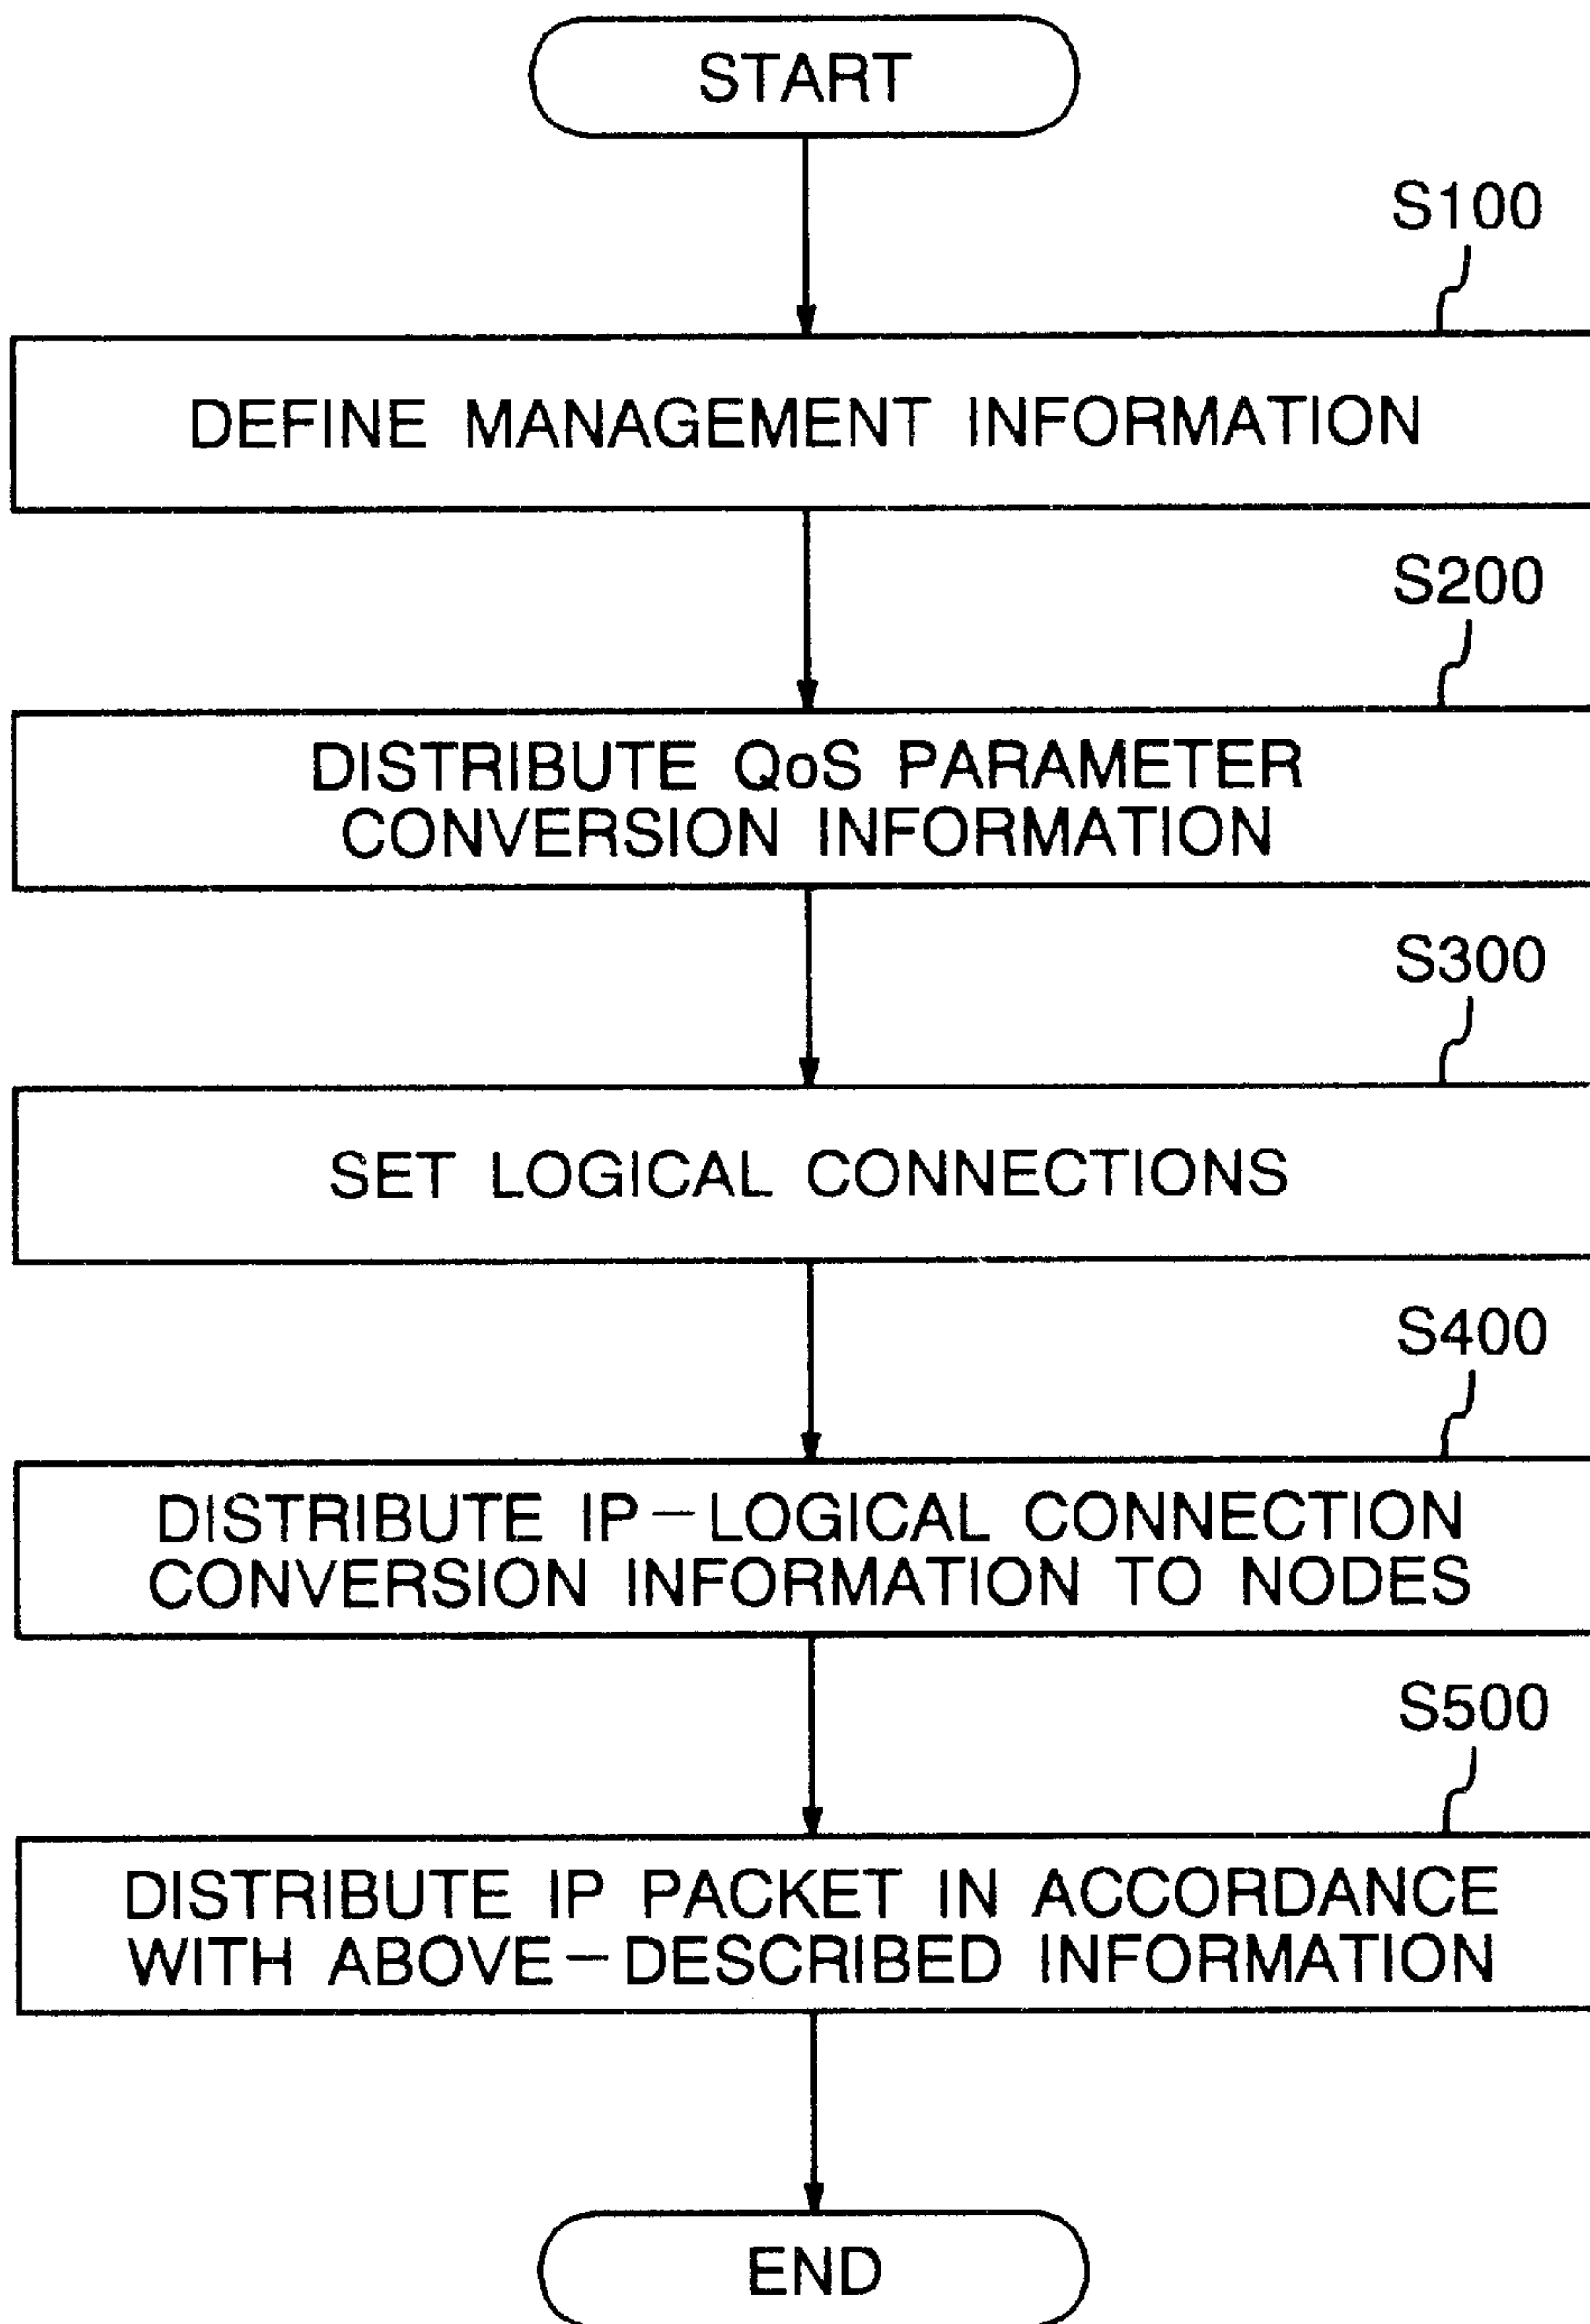 START
S100
DEFINE MANAGEMENT INFORMATION
S200
DISTRIBUTE QoS PARAMETER
CONVERSION INFORMATION
S300
SET LOGICAL CONNECTIONS
S400
DISTRIBUTE IP-LOGICAL CONNECTION
CONVERSION INFORMATION TO NODES
S500
DISTRIBUTE IP PACKET IN ACCORDANCE
WITH ABOVE-DESCRIBED INFORMATION
END